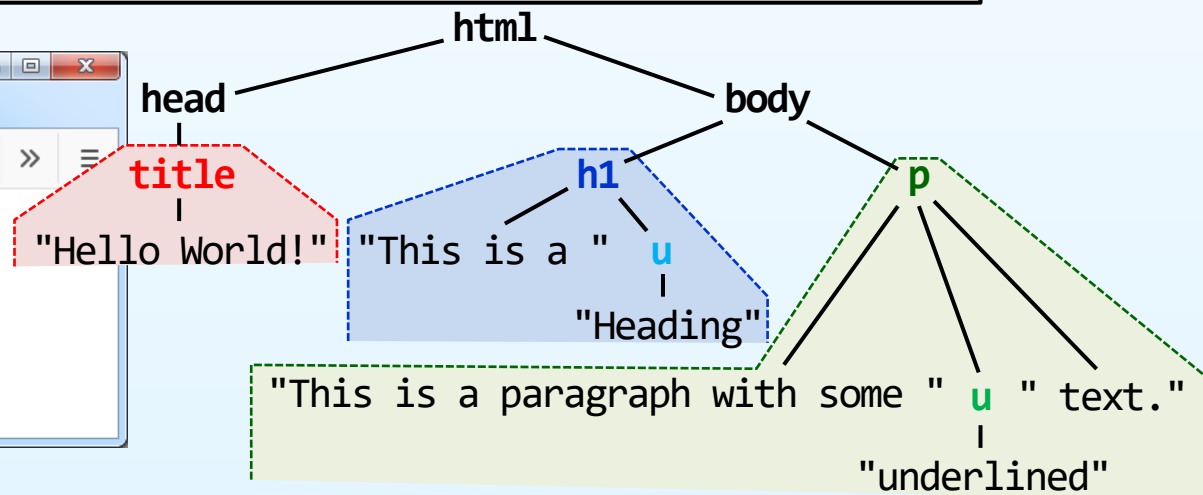 html
head body
title h1 p
"Hello World!" "This is a " u
"Heading"
"This is a paragraph with some " u " text."
"underlined"